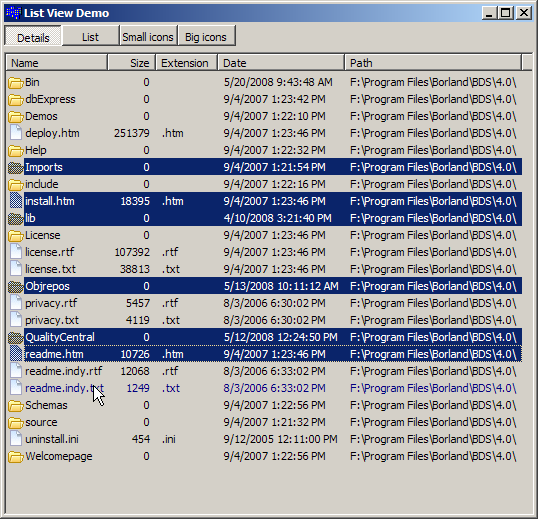 List View Demo
Details List Small icons Big icons
Name Size Extension Date Path
Bin 0 5/20/2008 9:43:48 AM F:\Program Files\Borland\BDS\4.0\
dbExpress 0 9/4/2007 1:23:42 PM F:\Program Files\Borland\BDS\4.0\
Demos 0 9/4/2007 1:22:10 PM F:\Program Files\Borland\BDS\4.0\
deploy.htm 251379 .htm 9/4/2007 1:23:46 PM F:\Program Files\Borland\BDS\4.0\
Help 0 9/4/2007 1:22:32 PM F:\Program Files\Borland\BDS\4.0\
Imports 0 9/4/2007 1:21:54 PM F:\Program Files\Borland\BDS\4.0\
include 0 9/4/2007 1:22:16 PM F:\Program Files\Borland\BDS\4.0\
install.htm 18395 .htm 9/4/2007 1:23:46 PM F:\Program Files\Borland\BDS\4.0\
lib 0 4/10/2008 3:21:40 PM F:\Program Files\Borland\BDS\4.0\
License 0 9/4/2007 1:23:46 PM F:\Program Files\Borland\BDS\4.0\
license.rtf 107392 .rtf 9/4/2007 1:23:46 PM F:\Program Files\Borland\BDS\4.0\
license.txt 38813 .txt 9/4/2007 1:23:46 PM F:\Program Files\Borland\BDS\4.0\
Objrepos 0 5/13/2008 10:11:12 AM F:\Program Files\Borland\BDS\4.0\
privacy.rtf 5457 .rtf 8/3/2006 6:30:02 PM F:\Program Files\Borland\BDS\4.0\
privacy.txt 4119 .txt 8/3/2006 6:30:02 PM F:\Program Files\Borland\BDS\4.0\
QualityCentral 0 5/12/2008 12:24:50 PM F:\Program Files\Borland\BDS\4.0\
readme.htm 10726 .htm 9/4/2007 1:23:46 PM F:\Program Files\Borland\BDS\4.0\
readme.indy.rtf 12068 .rtf 8/3/2006 6:33:02 PM F:\Program Files\Borland\BDS\4.0\
readme.indy.txt 1249 .txt 8/3/2006 6:33:02 PM F:\Program Files\Borland\BDS\4.0\
Schemas 0 9/4/2007 1:22:56 PM F:\Program Files\Borland\BDS\4.0\
source 0 9/4/2007 1:21:32 PM F:\Program Files\Borland\BDS\4.0\
uninstall.ini 454 .ini 9/12/2005 12:11:00 PM F:\Program Files\Borland\BDS\4.0\
Welcomepage 0 9/4/2007 1:22:56 PM F:\Program Files\Borland\BDS\4.0\